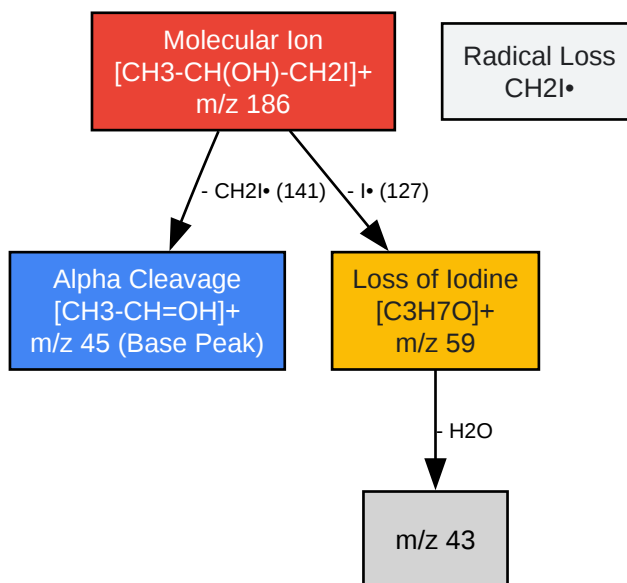 Molecular Ion
[CH3-CH(OH)-CH2I]+
m/z 186
Radical Loss
CH2I•
- CH2I• (141)
- I• (127)
Alpha Cleavage
[CH3-CH=OH]+
m/z 45 (Base Peak)
Loss of Iodine
[C3H7O]+
m/z 59
- H2O
m/z 43